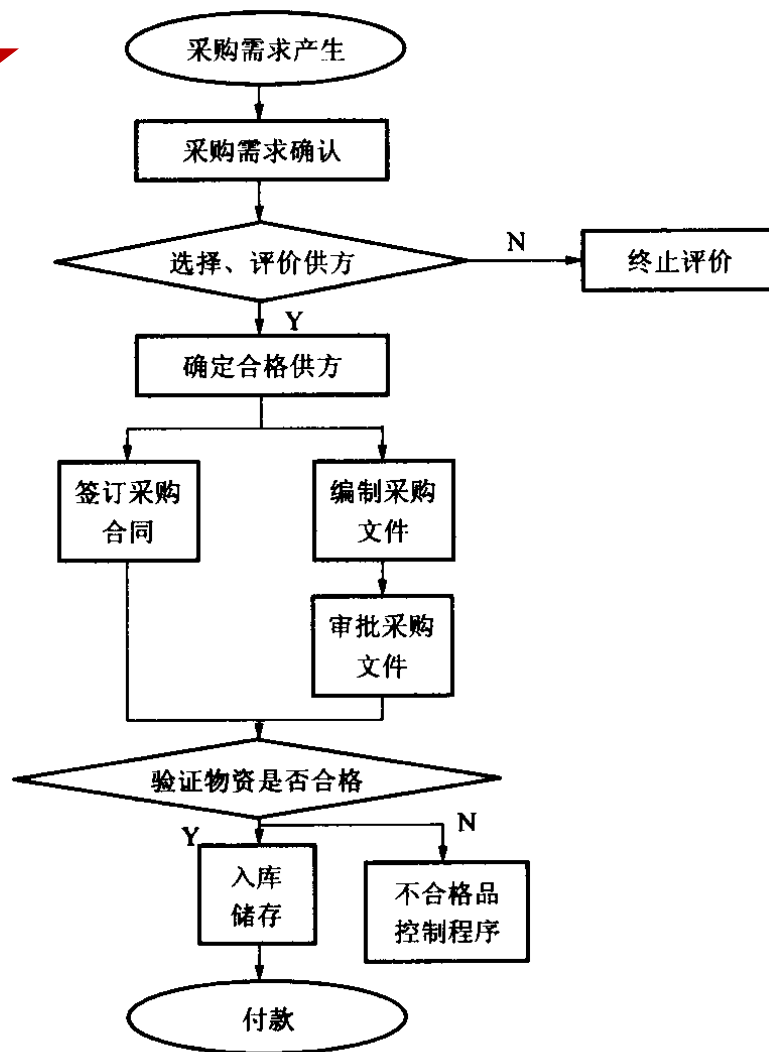 采购需求产生
采购需求确认
选择、评价供方
N
终止评价
Y
确定合格供方
签订采购
合同
编制采购
文件
审批采购
文件
验证物资是否合格
Y
N
入库
储存
不合格品
控制程序
付款